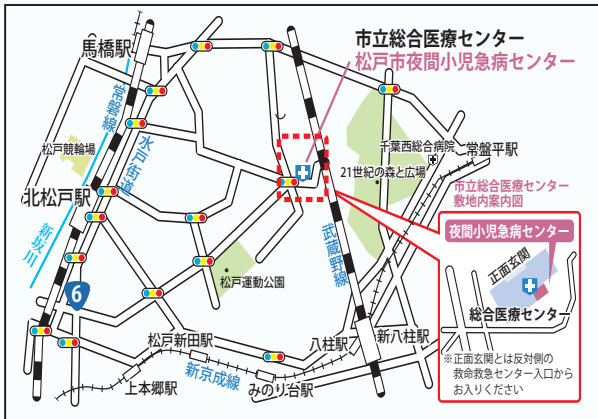 馬橋駅
市立総合医療センター
松戸市夜間小児急病センター
常磐線
水戸街道
松戸競輪場
千葉西総合病院
常盤平駅
21世紀の森と広場
北松戸駅
新坂川
市立総合医療センター
敷地内案内図
夜間小児急病センター
正面玄関
総合医療センター
武蔵野線
松戸運動公園
6
松戸新田駅
八柱駅
新八柱駅
新京成線
上本郷駅
みのり台駅
※正面玄関とは反対側の
救命救急センター入口から
お入りください